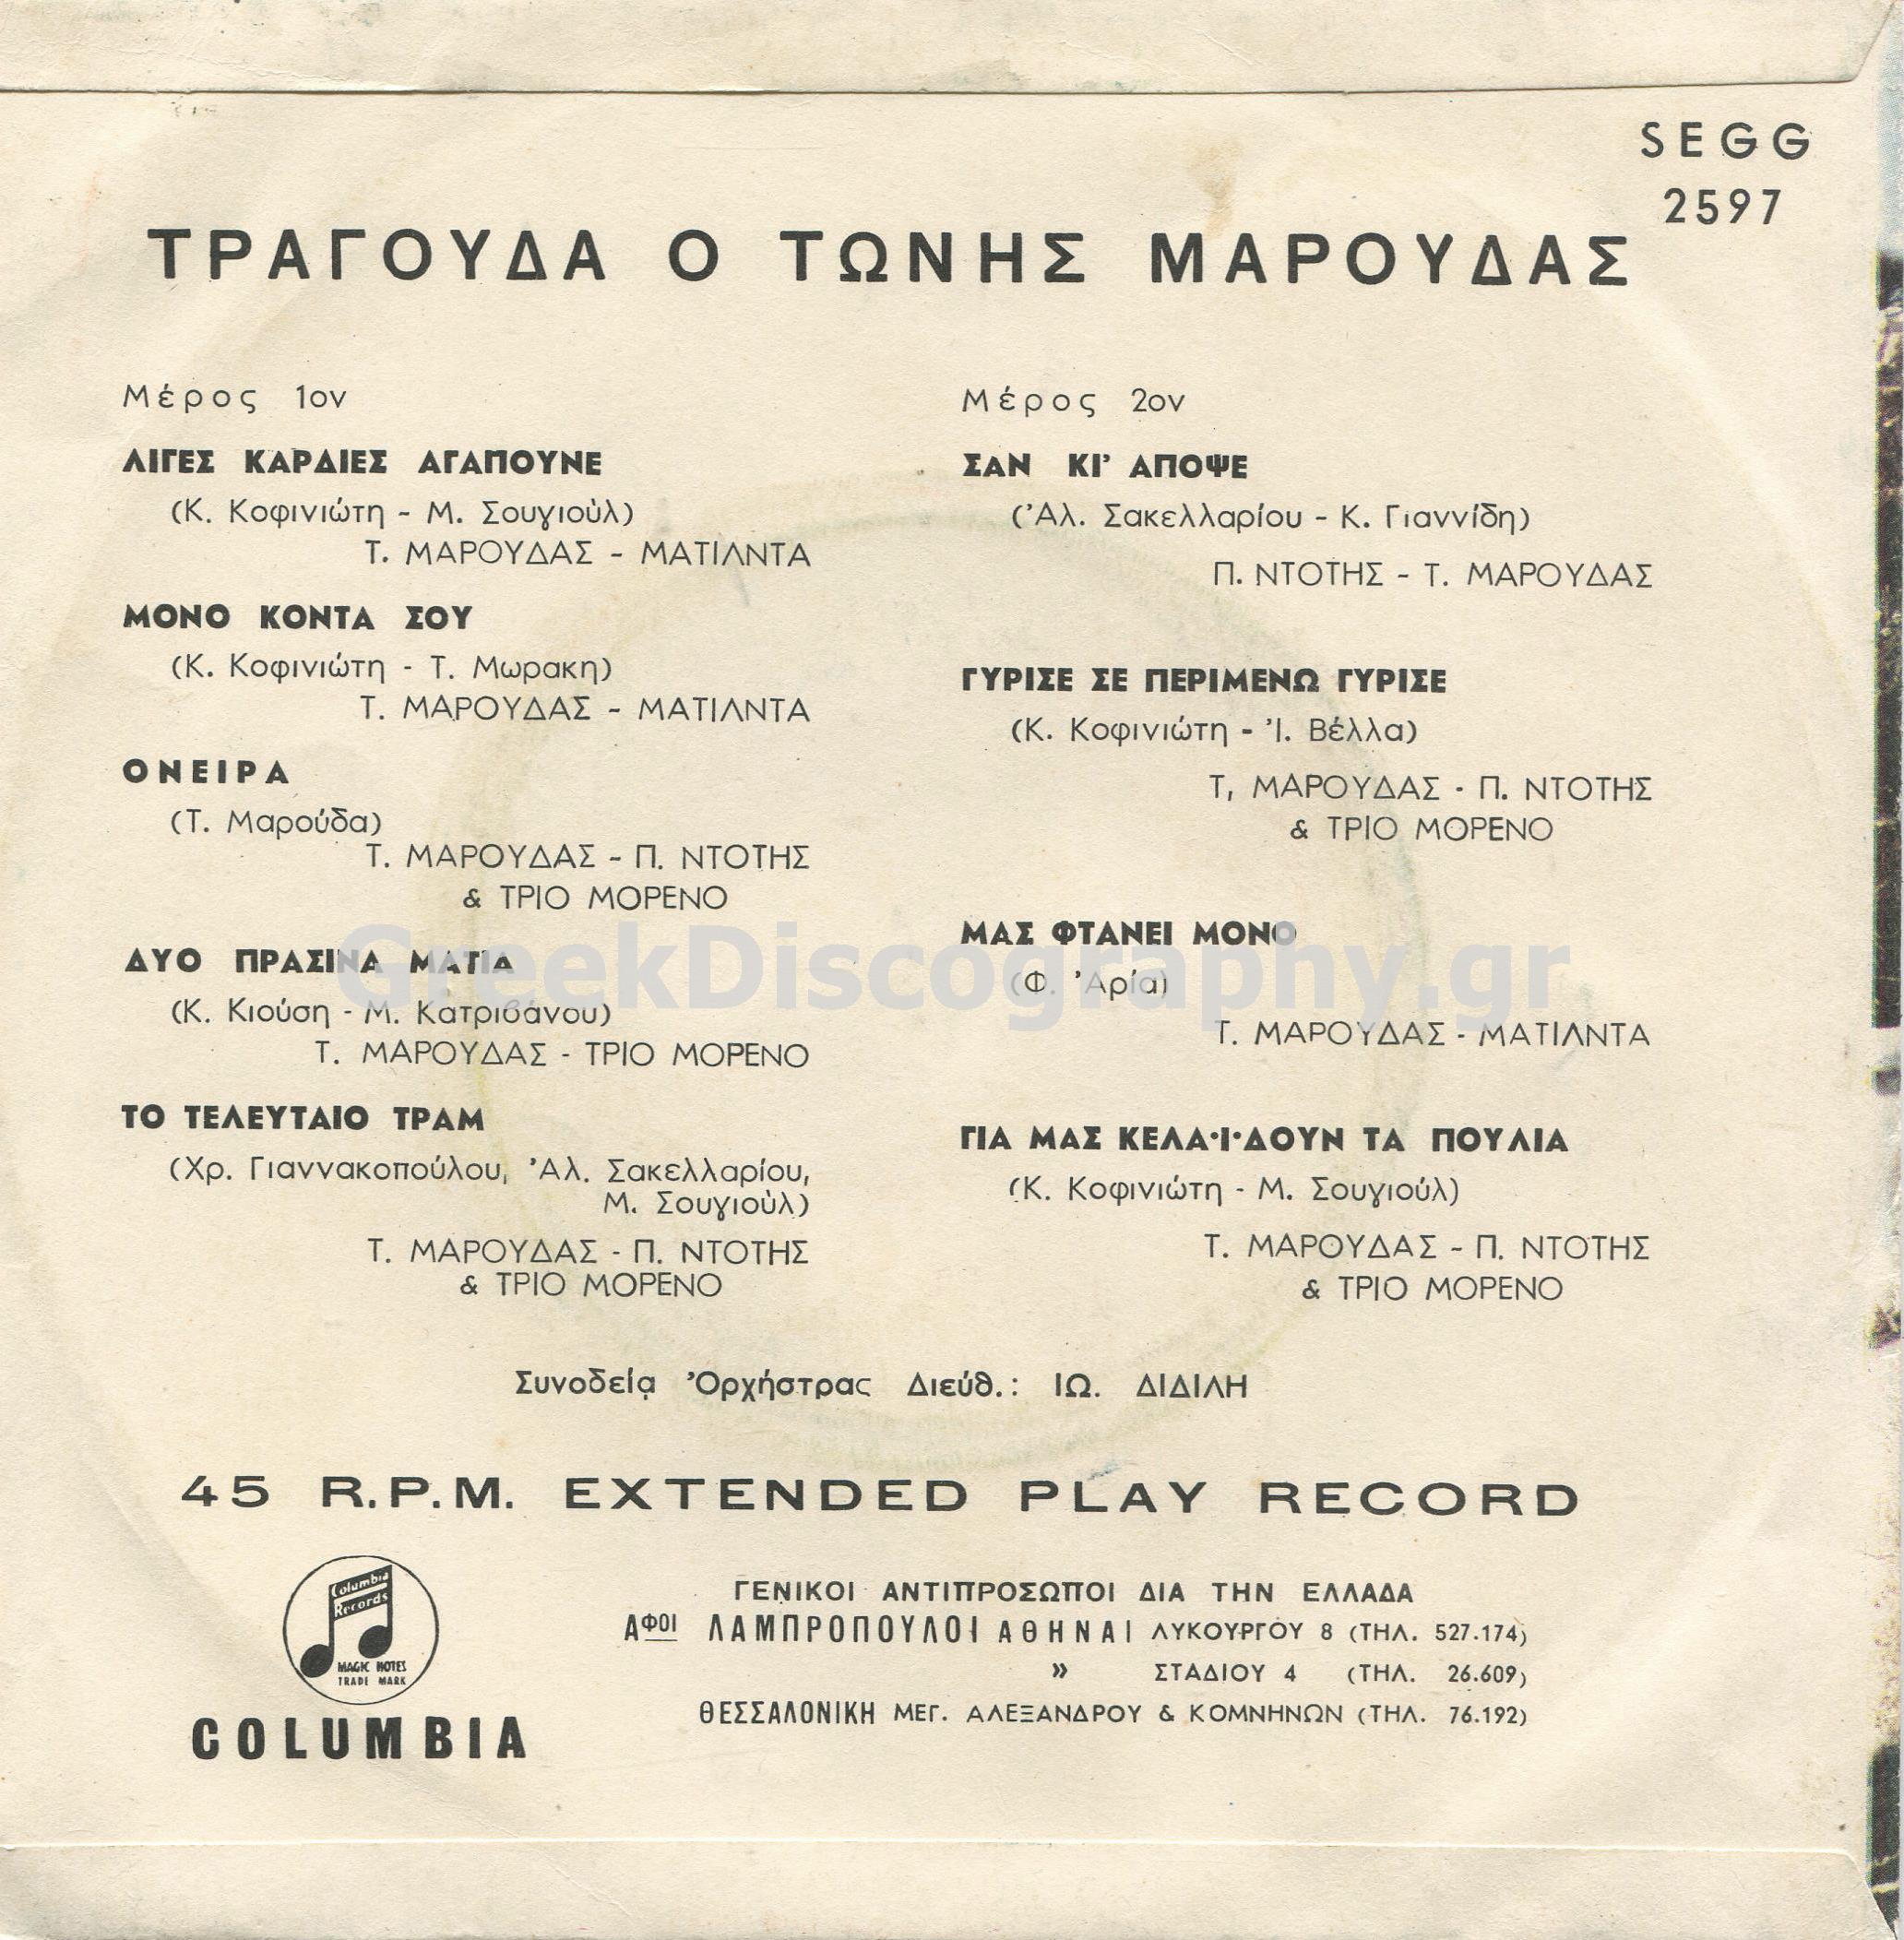 SEGG
2597
ΤΡΑΓΟΥΔΑ Ο ΤΩΝΗΣ ΜΑΡΟΥΔΑΣ
Μέρος 1ον
ΛΙΓΕΣ ΚΑΡΔΙΕΣ ΑΓΑΠΟΥΝΕ
(Κ. Κοφινιώτη - Μ. Σουγιούλ)
Τ. ΜΑΡΟΥΔΑΣ - ΜΑΤΙΛΝΤΑ
ΜΟΝΟ ΚΟΝΤΑ ΣΟΥ
(Κ. Κοφινιώτη - Τ. Μωρακη)
Τ. ΜΑΡΟΥΔΑΣ - ΜΑΤΙΛΝΤΑ
ΟΝΕΙΡΑ
(Τ. Μαρούδα)
Τ. ΜΑΡΟΥΔΑΣ - Π. ΝΤΟΤΗΣ
& ΤΡΙΟ ΜΟΡΕΝΟ
ΔΥΟ ΠΡΑΣΙΝΑ ΜΑΤΙΑ
(Κ. Κιούση - Μ. Κατριβάνου)
Τ. ΜΑΡΟΥΔΑΣ - ΤΡΙΟ ΜΟΡΕΝΟ
ΤΟ ΤΕΛΕΥΤΑΙΟ ΤΡΑΜ
(Χρ. Γιαννακοπούλου, 'Αλ. Σακελλαρίου,
Μ. Σουγιούλ)
Τ. ΜΑΡΟΥΔΑΣ - Π. ΝΤΟΤΗΣ
& ΤΡΙΟ ΜΟΡΕΝΟ
Μέρος 2ον
ΣΑΝ ΚΙ' ΑΠΟΨΕ
('Αλ. Σακελλαρίου - Κ. Γιαννίδη)
Π. ΝΤΟΤΗΣ - Τ. ΜΑΡΟΥΔΑΣ
ΓΥΡΙΣΕ ΣΕ ΠΕΡΙΜΕΝΩ ΓΥΡΙΣΕ
(Κ. Κοφινιώτη - 'Ι. Βέλλα)
Τ, ΜΑΡΟΥΔΑΣ - Π. ΝΤΟΤΗΣ
& ΤΡΙΟ ΜΟΡΕΝΟ
ΜΑΣ ΦΤΑΝΕΙ ΜΟΝΟ
(Φ. 'Αρία)
Τ. ΜΑΡΟΥΔΑΣ - ΜΑΤΙΛΝΤΑ
ΓΙΑ ΜΑΣ ΚΕΛΑ·Ι·ΔΟΥΝ ΤΑ ΠΟΥΛΙΑ
(Κ. Κοφινιώτη - Μ. Σουγιούλ)
Τ. ΜΑΡΟΥΔΑΣ - Π. ΝΤΟΤΗΣ
& ΤΡΙΟ ΜΟΡΕΝΟ
GreekDiscography.gr
Συνοδεία 'Ορχήστρας Διεύθ.: ΙΩ. ΔΙΔΙΛΗ
45 R.P.M. EXTENDED PLAY RECORD
Columbia
Records
MAGIC NOTES
TRADE MARK
COLUMBIA
ΓΕΝΙΚΟΙ ΑΝΤΙΠΡΟΣΩΠΟΙ ΔΙΑ ΤΗΝ ΕΛΛΑΔΑ
ΑΦΟΙ ΛΑΜΠΡΟΠΟΥΛΟΙ ΑΘΗΝΑΙ ΛΥΚΟΥΡΓΟΥ 8 (ΤΗΛ. 527.174)
» ΣΤΑΔΙΟΥ 4 (ΤΗΛ. 26.609)
ΘΕΣΣΑΛΟΝΙΚΗ ΜΕΓ. ΑΛΕΞΑΝΔΡΟΥ & ΚΟΜΝΗΝΩΝ (ΤΗΛ. 76.192)